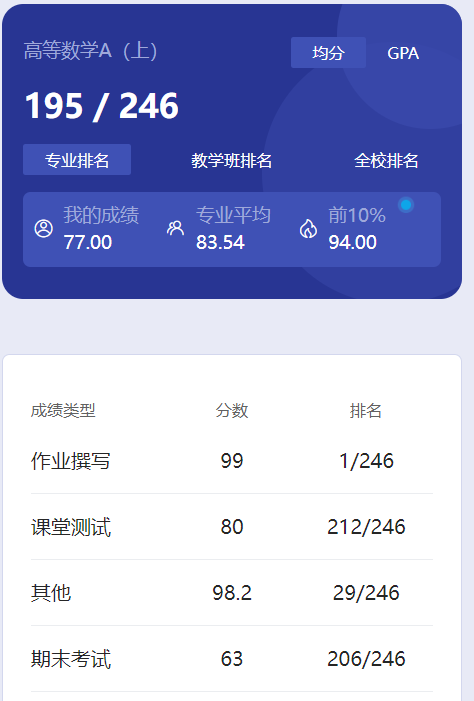 高等数学A（上） 均分 GPA
195 / 246
专业排名 教学班排名 全校排名
我的成绩 专业平均 前10%
77.00 83.54 94.00
成绩类型 分数 排名
作业撰写 99 1/246
课堂测试 80 212/246
其他 98.2 29/246
期末考试 63 206/246